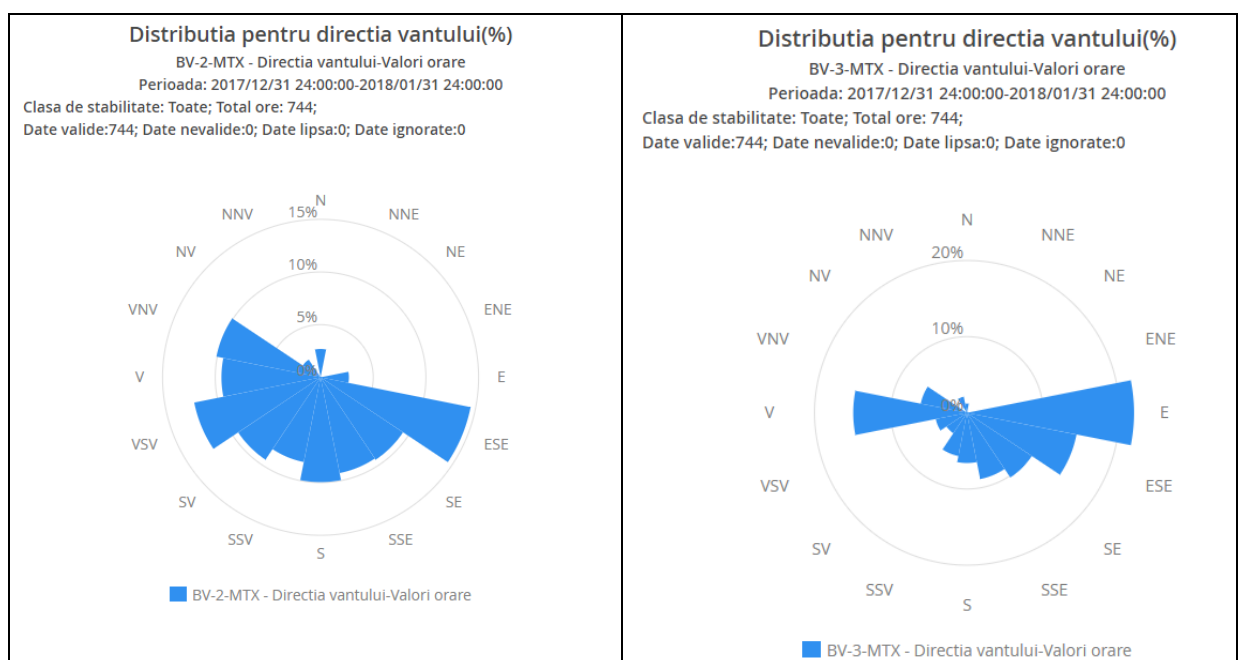 Distributia pentru directia vantului(%)
BV-2-MTX - Directia vantului-Valori orare
Perioada: 2017/12/31 24:00:00-2018/01/31 24:00:00
Clasa de stabilitate: Toate; Total ore: 744;
Date valide:744; Date nevalide:0; Date lipsa:0; Date ignorate:0
N
NNV
15%
NNE
NV
NE
10%
VNV
5%
ENE
V
0%
E
VSV
ESE
SV
SE
SSV
SSE
S
BV-2-MTX - Directia vantului-Valori orare
Distributia pentru directia vantului(%)
BV-3-MTX - Directia vantului-Valori orare
Perioada: 2017/12/31 24:00:00-2018/01/31 24:00:00
Clasa de stabilitate: Toate; Total ore: 744;
Date valide:744; Date nevalide:0; Date lipsa:0; Date ignorate:0
N
NNV
NNE
20%
NV
NE
10%
VNV
ENE
0%
V
E
VSV
ESE
SV
SE
SSV
SSE
S
BV-3-MTX - Directia vantului-Valori orare